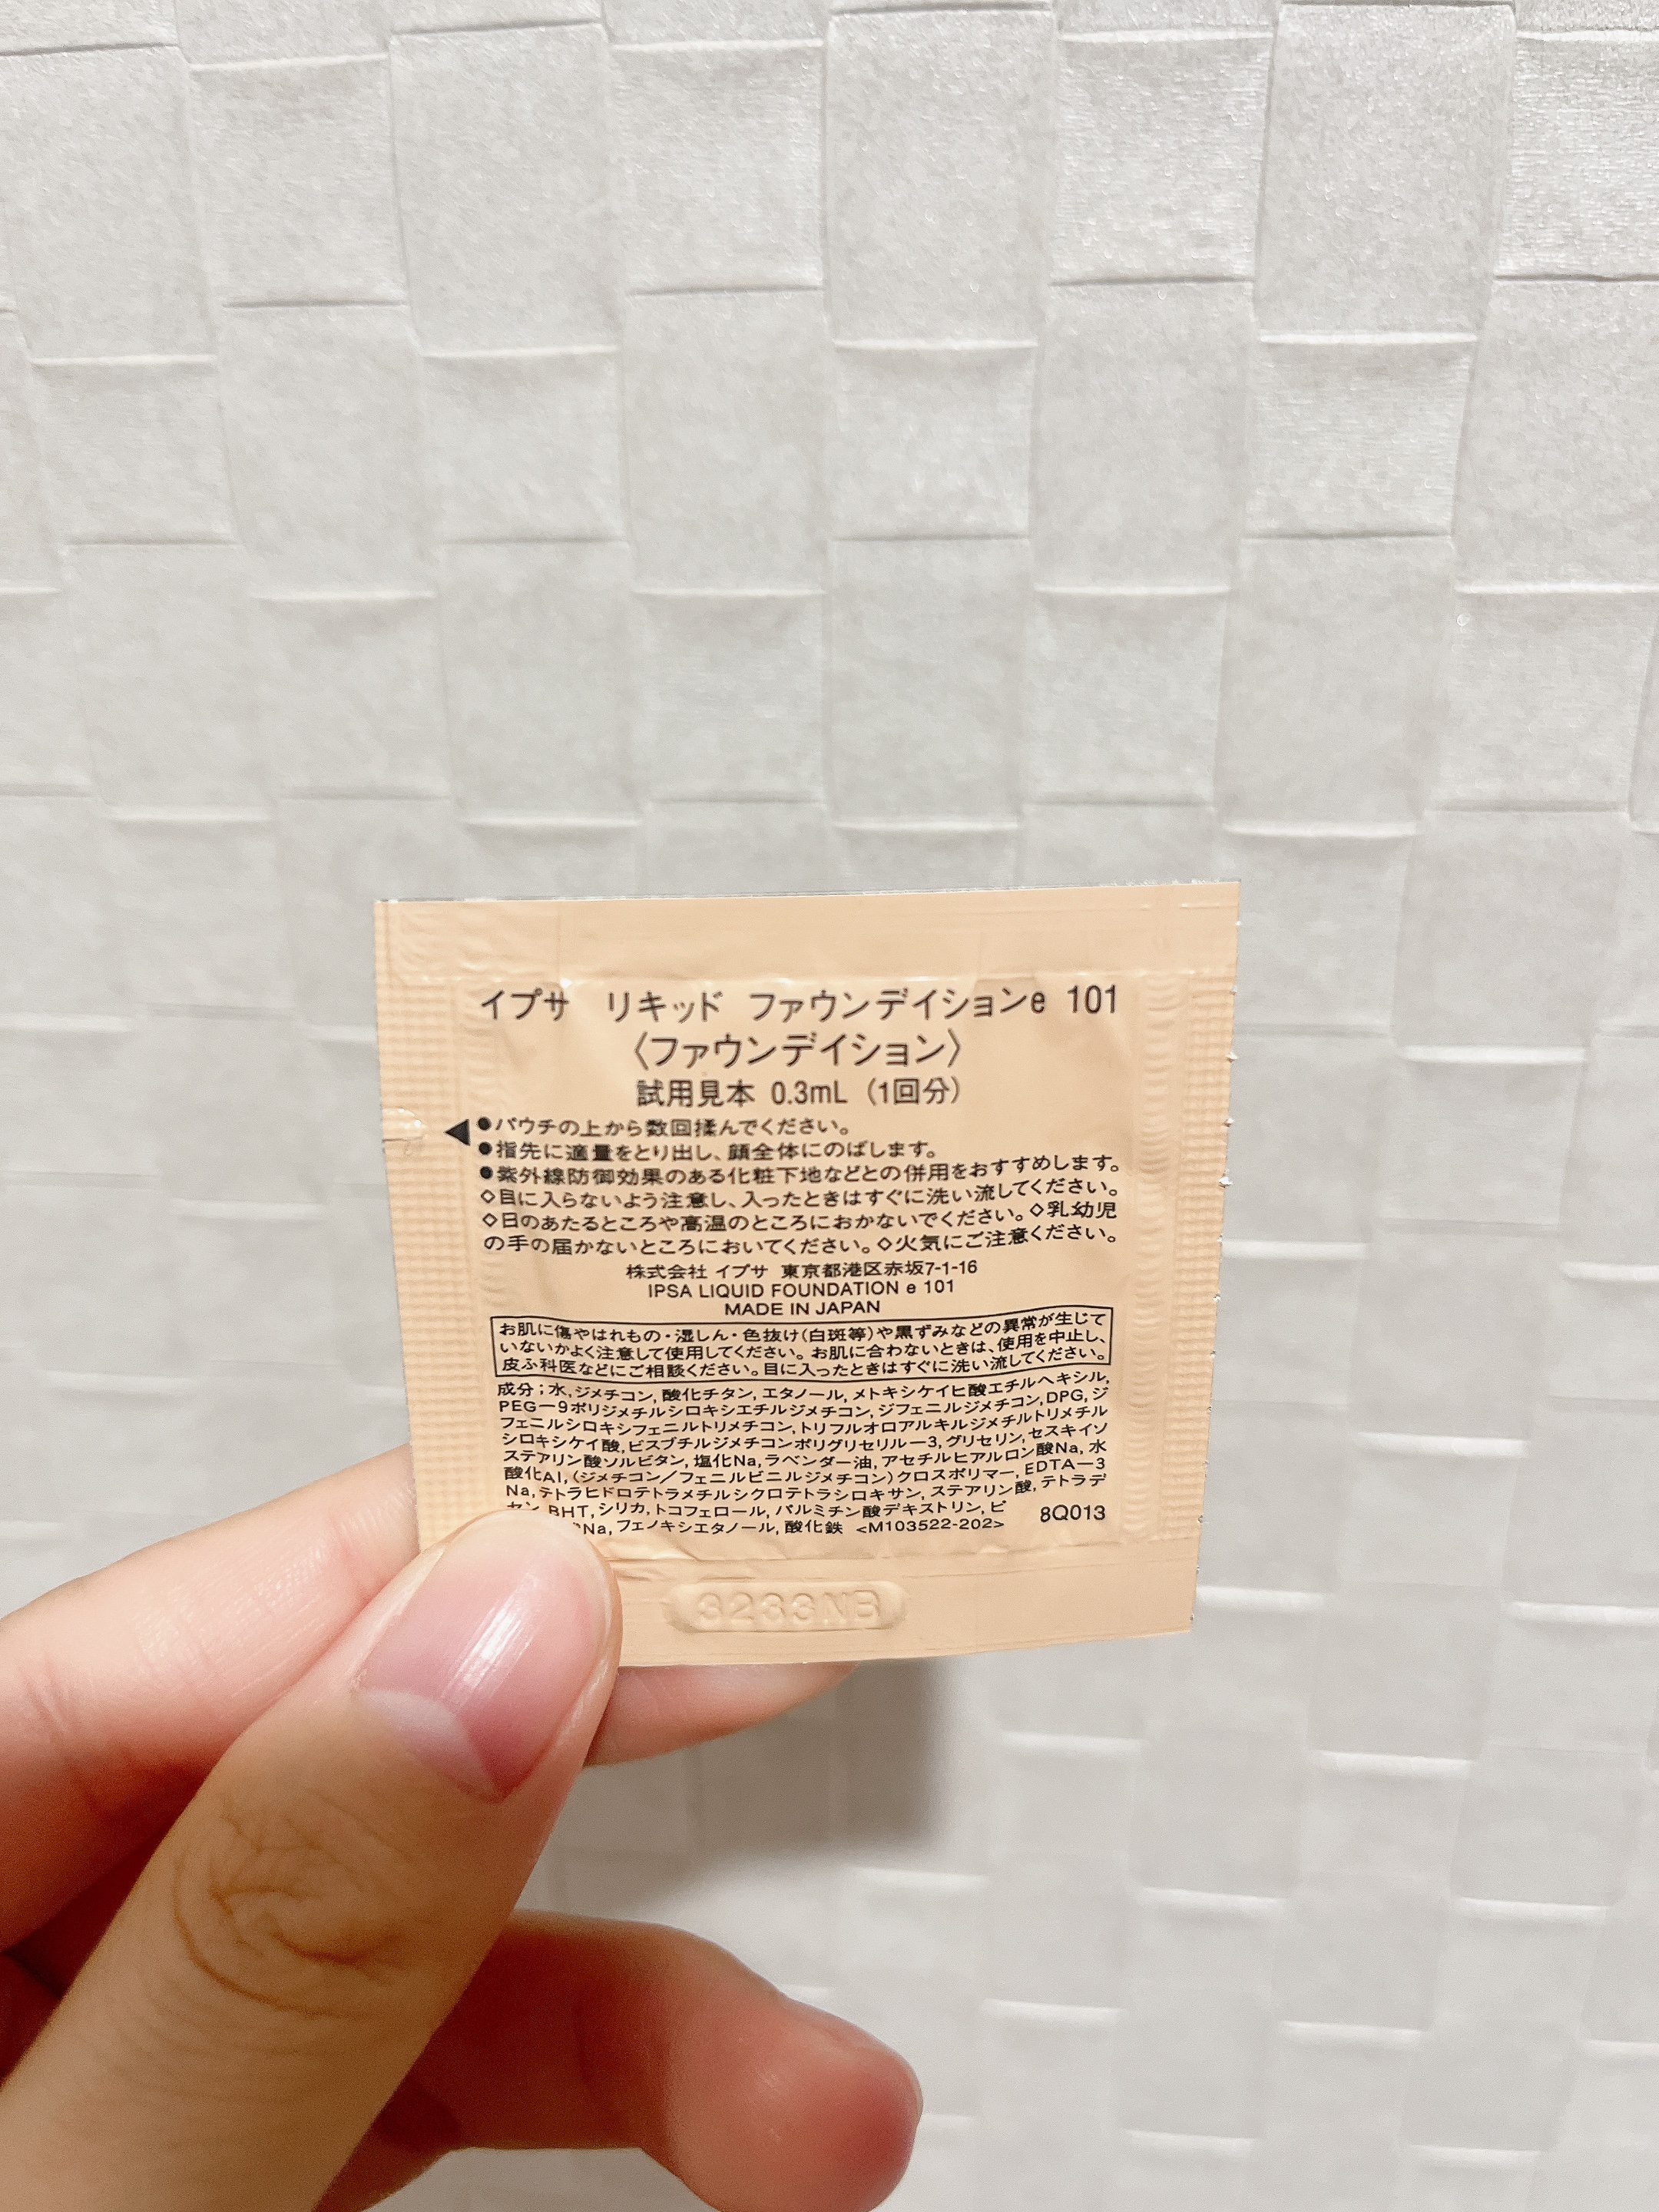 イプサ リキッド ファウンデイションe 101
〈ファウンデイション〉
試用見本 0.3mL (1回分)
●パウチの上から数回揉んでください。
●指先に適量をとり出し、顔全体にのばします。
●紫外線防御効果のある化粧下地などとの併用をおすすめします。
◇目に入らないよう注意し、入ったときはすぐに洗い流してください。
◇日のあたるところや高温のところにおかないでください。◇乳幼児
の手の届かないところにおいてください。◇火気にご注意ください。
株式会社 イプサ 東京都港区赤坂7-1-16
IPSA LIQUID FOUNDATION e 101
MADE IN JAPAN
お肌に傷やはれもの・湿しん・色抜け(白斑等)や黒ずみなどの異常が生じて
いないかよく注意して使用してください。お肌に合わないときは、使用を中止し、
皮ふ科医などにご相談ください。目に入ったときはすぐに洗い流してください。
成分;水,ジメチコン,酸化チタン,エタノール,メトキシケイヒ酸エチルヘキシル,
PEG-9ポリジメチルシロキシエチルジメチコン,ジフェニルジメチコン,DPG,ジ
フェニルシロキシフェニルトリメチコン,トリフルオロアルキルジメチルトリメチル
シロキシケイ酸,ビスブチルジメチコンポリグリセリル-3,グリセリン,セスキイソ
ステアリン酸ソルビタン,塩化Na,ラベンダー油,アセチルヒアルロン酸Na,水
酸化Al,(ジメチコン/フェニルビニルジメチコン)クロスポリマー,EDTA-3
Na,テトラヒドロテトラメチルシクロテトラシロキサン,ステアリン酸,テトラデ
セン,BHT,シリカ,トコフェロール,パルミチン酸デキストリン,ピ
Na,フェノキシエタノール,酸化鉄 <M103522-202> 8Q013
3233NB